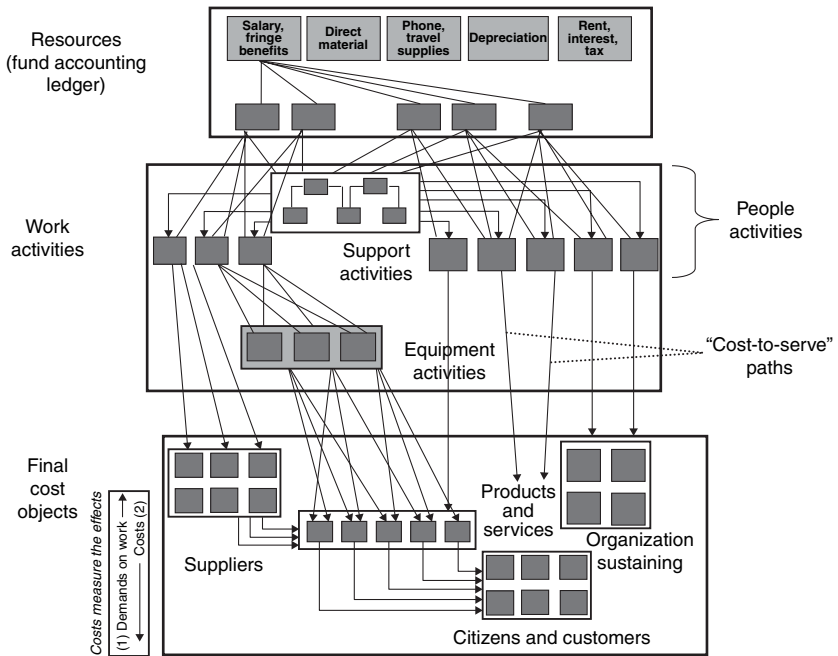 Resources
(fund accounting
ledger)
Salary,
fringe
benefits
Direct
material
Phone,
travel
supplies
Depreciation
Rent,
interest,
tax
Work
activities
Support
activities
People
activities
Equipment
activities
“Cost-to-serve”
paths
Final
cost
objects
Costs measure the effects
(1) Demands on work
Costs (2)
Suppliers
Products
and
services
Organization
sustaining
Citizens and customers